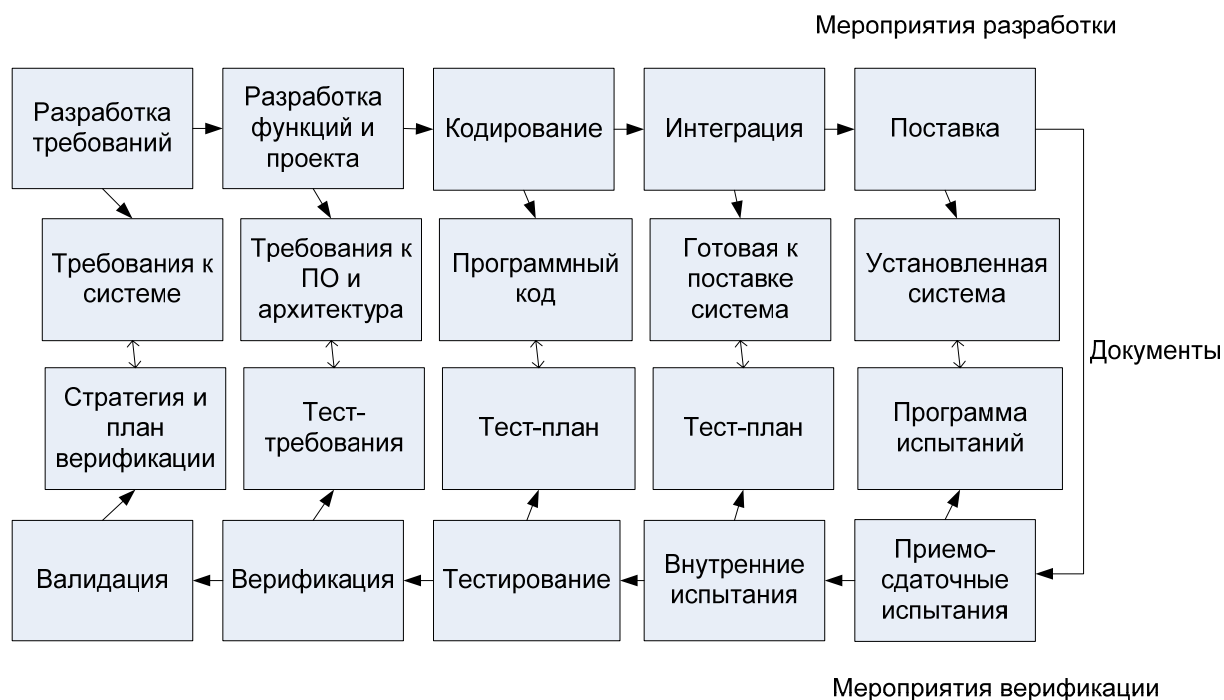 Мероприятия разработки
Разработка
требований
Разработка
функций и
проекта
Кодирование
Интеграция
Поставка
Требования к
системе
Требования к
ПО и
архитектура
Программный
код
Готовая к
поставке
система
Установленная
система
Документы
Стратегия и
план
верификации
Тест-
требования
Тест-план
Тест-план
Программа
испытаний
Валидация
Верификация
Тестирование
Внутренние
испытания
Приемо-
сдаточные
испытания
Мероприятия верификации